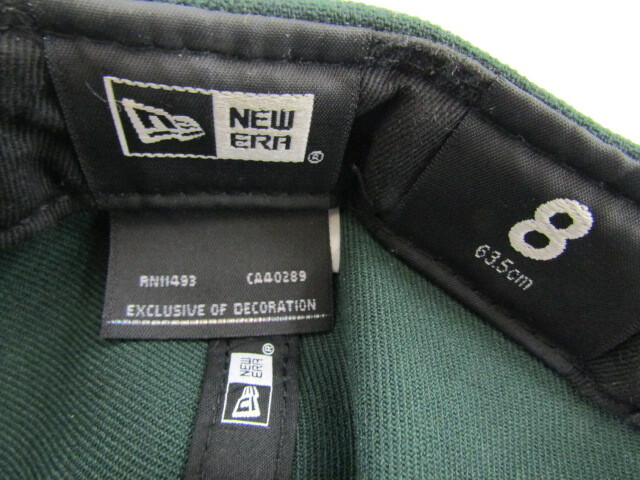 NEW
ERA
®
RN11493 CA40289
EXCLUSIVE OF DECORATION
NEW
ERA
®
8
63.5cm